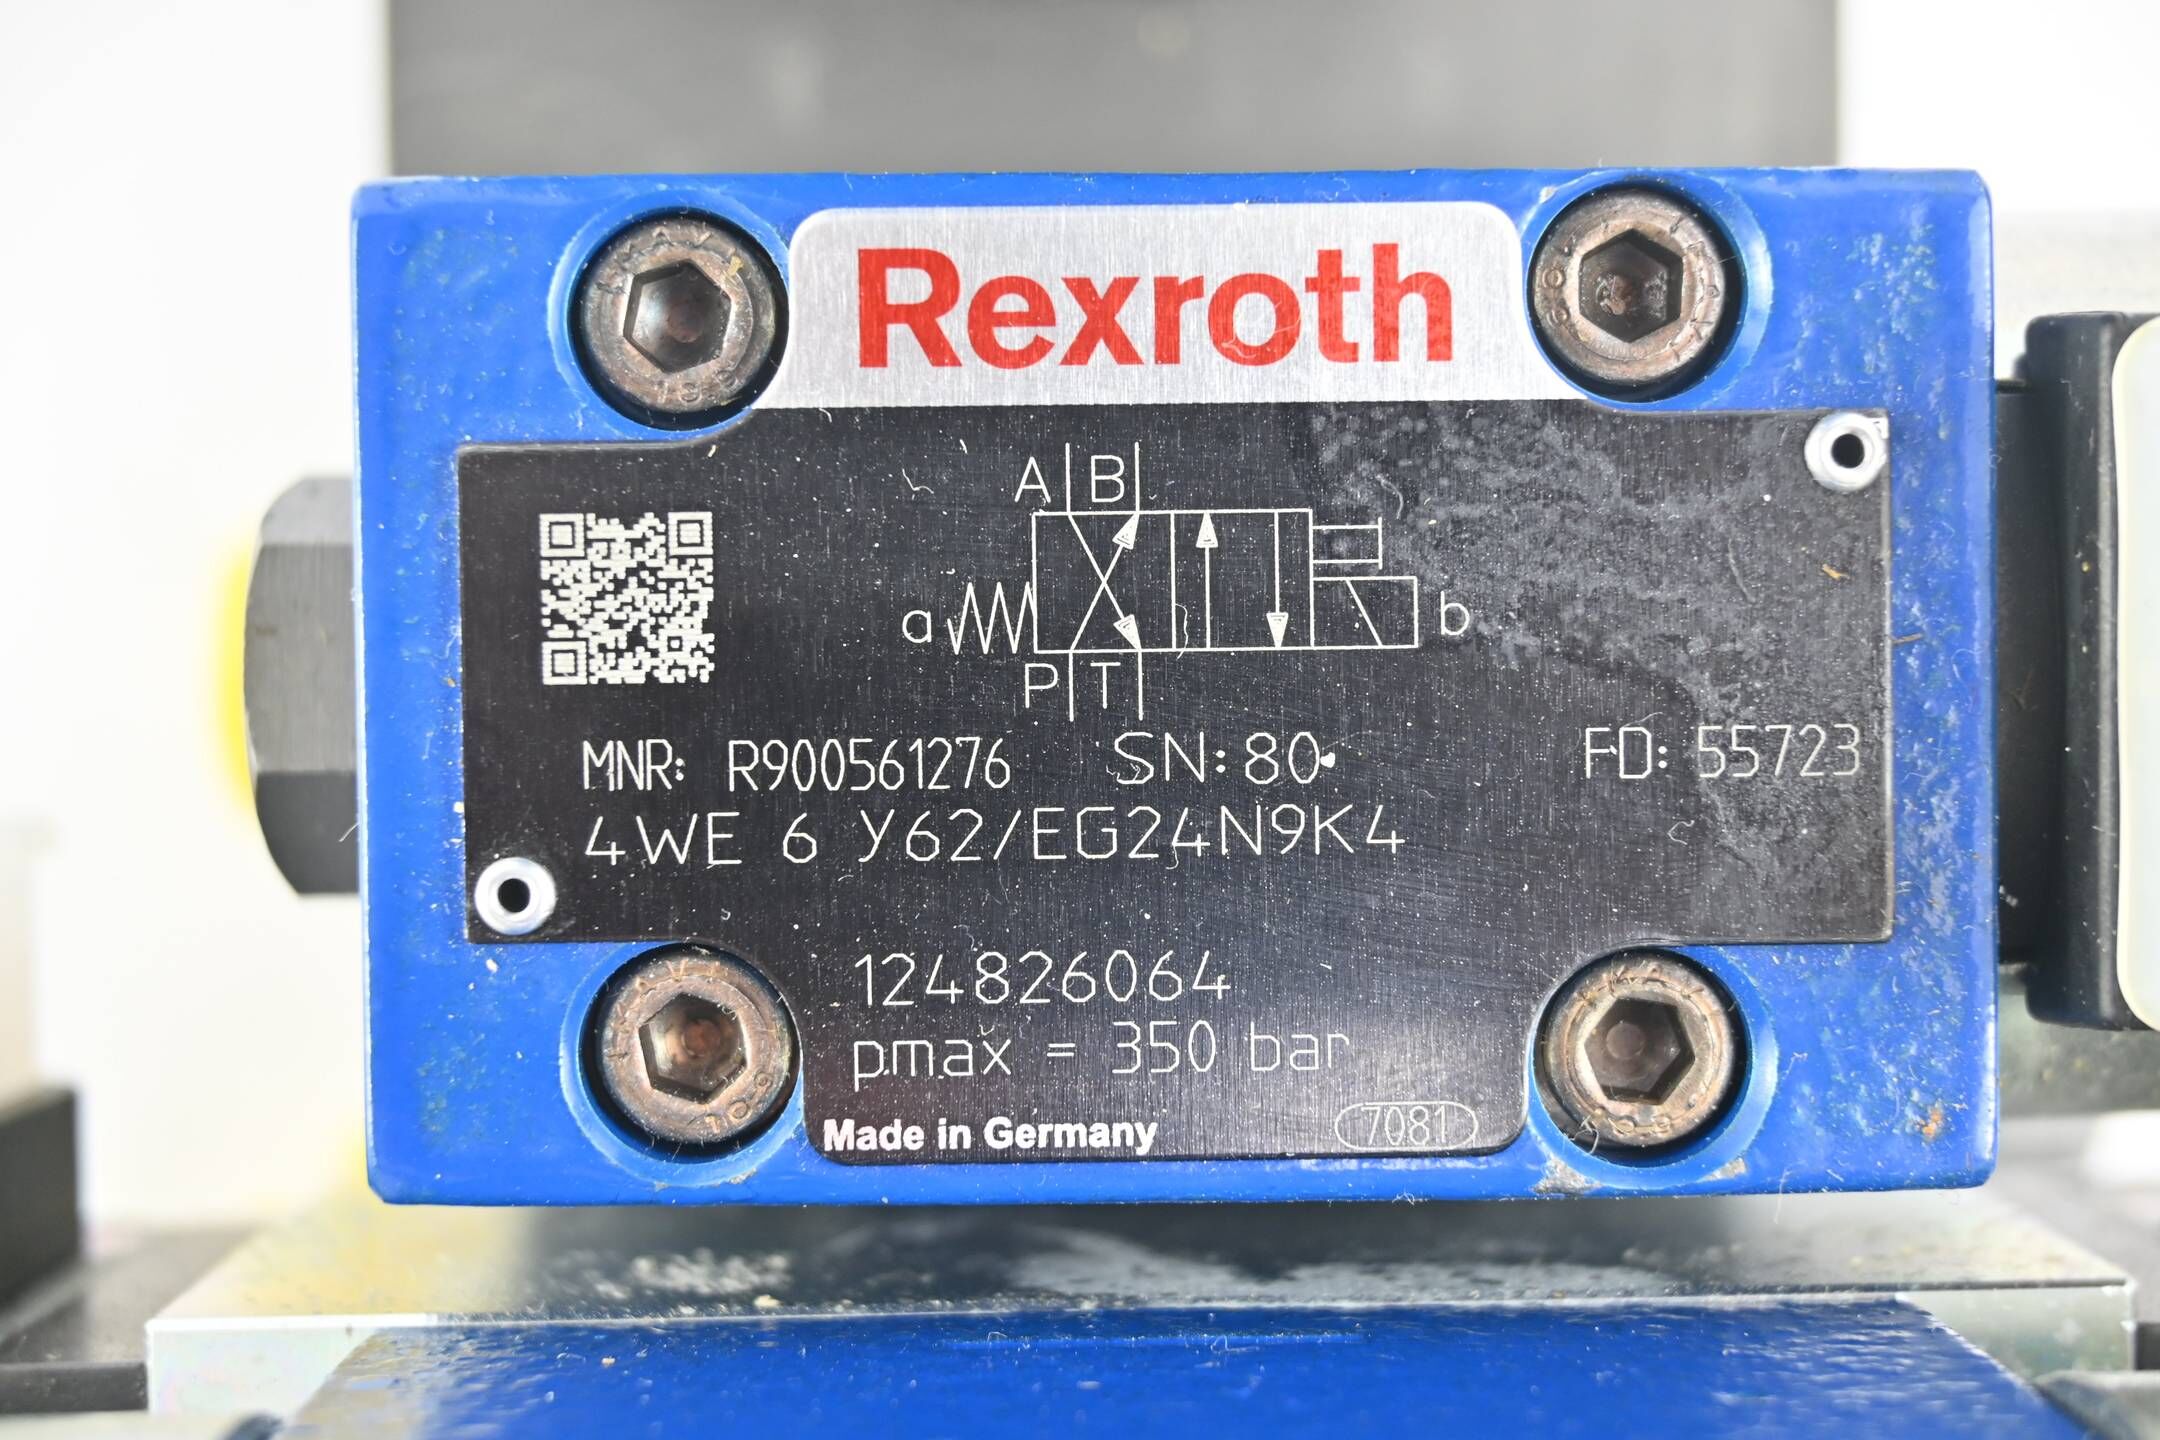 Rexroth
A B
a b
P T
MNR: R900561276 SN: 80 FD: 55723
4WE 6 Y62/EG24N9K4
124826064
pmax = 350 bar
Made in Germany 7081